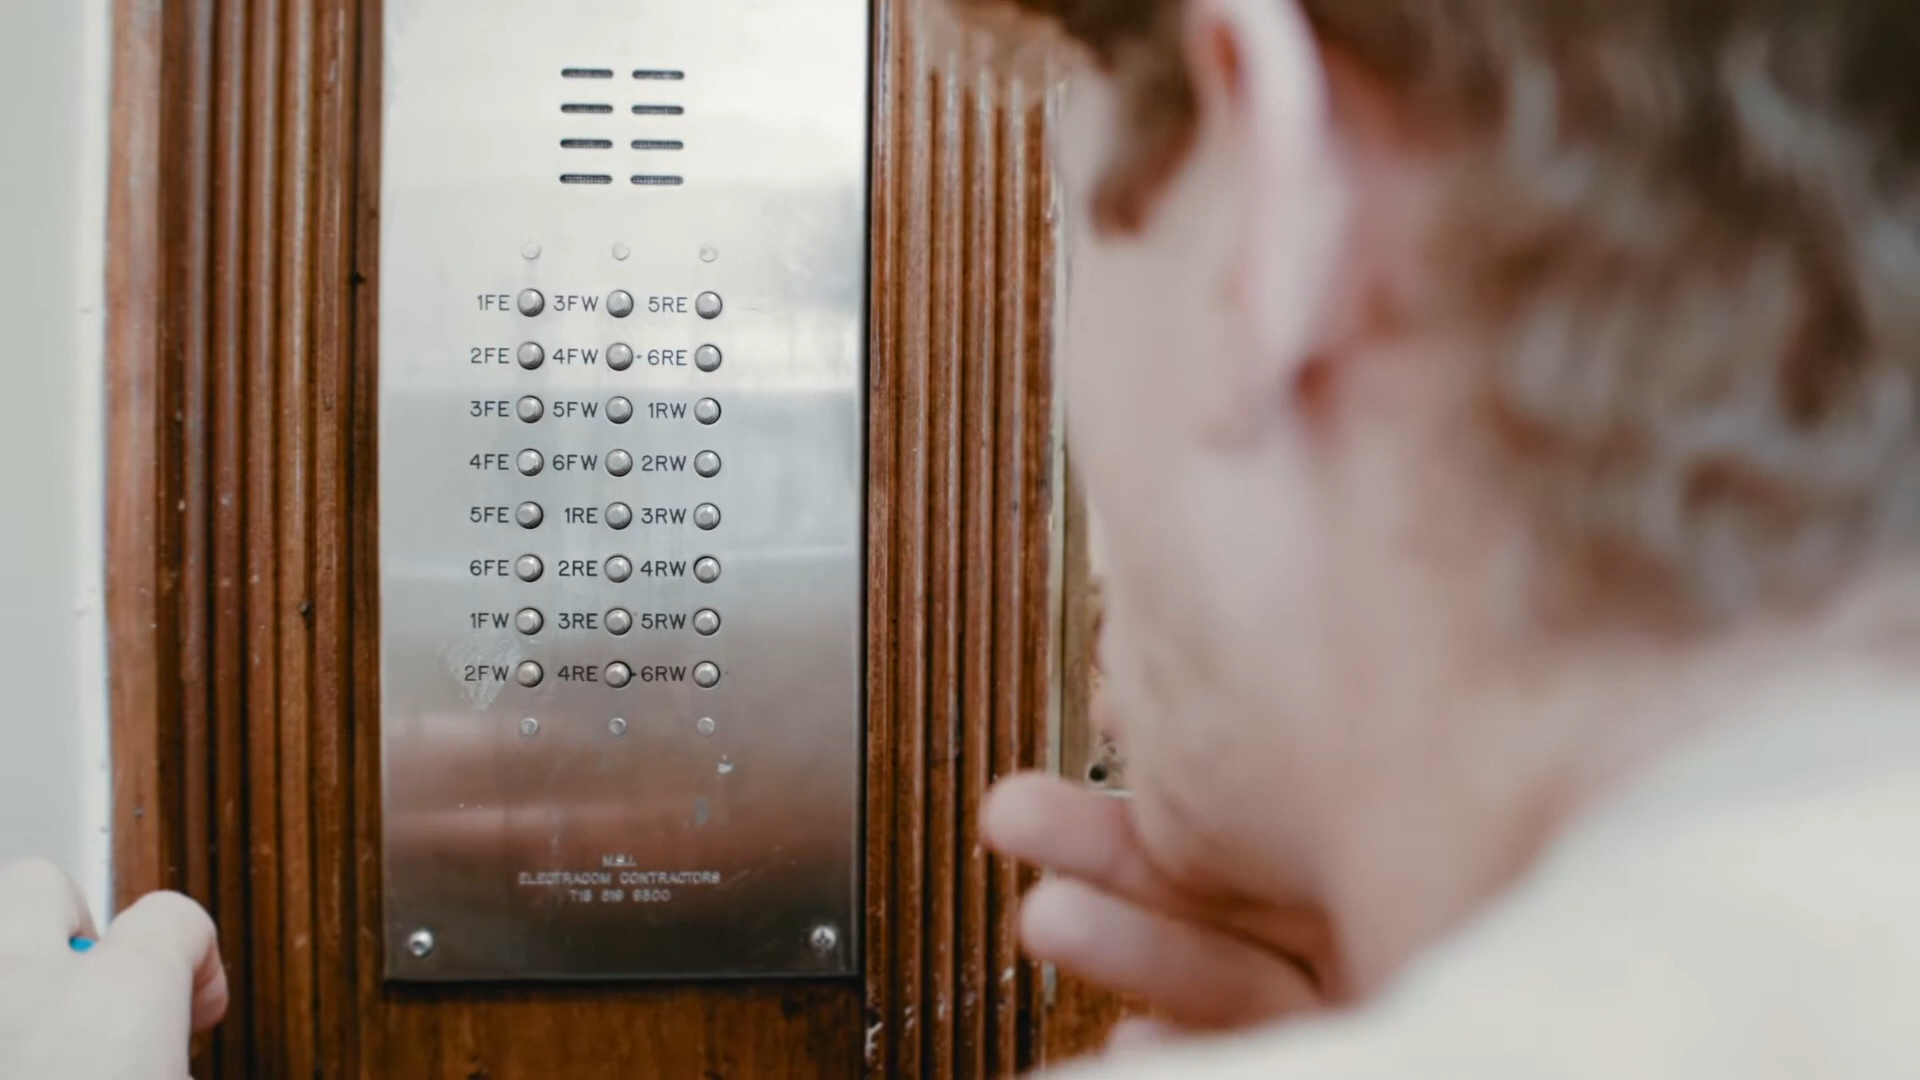 1FE 3FW 5RE
2FE 4FW 6RE
3FE 5FW 1RW
4FE 6FW 2RW
5FE 1RE 3RW
6FE 2RE 4RW
1FW 3RE 5RW
2FW 4RE 6RW
M.S.I.
ELECTRACOM CONTRACTORS